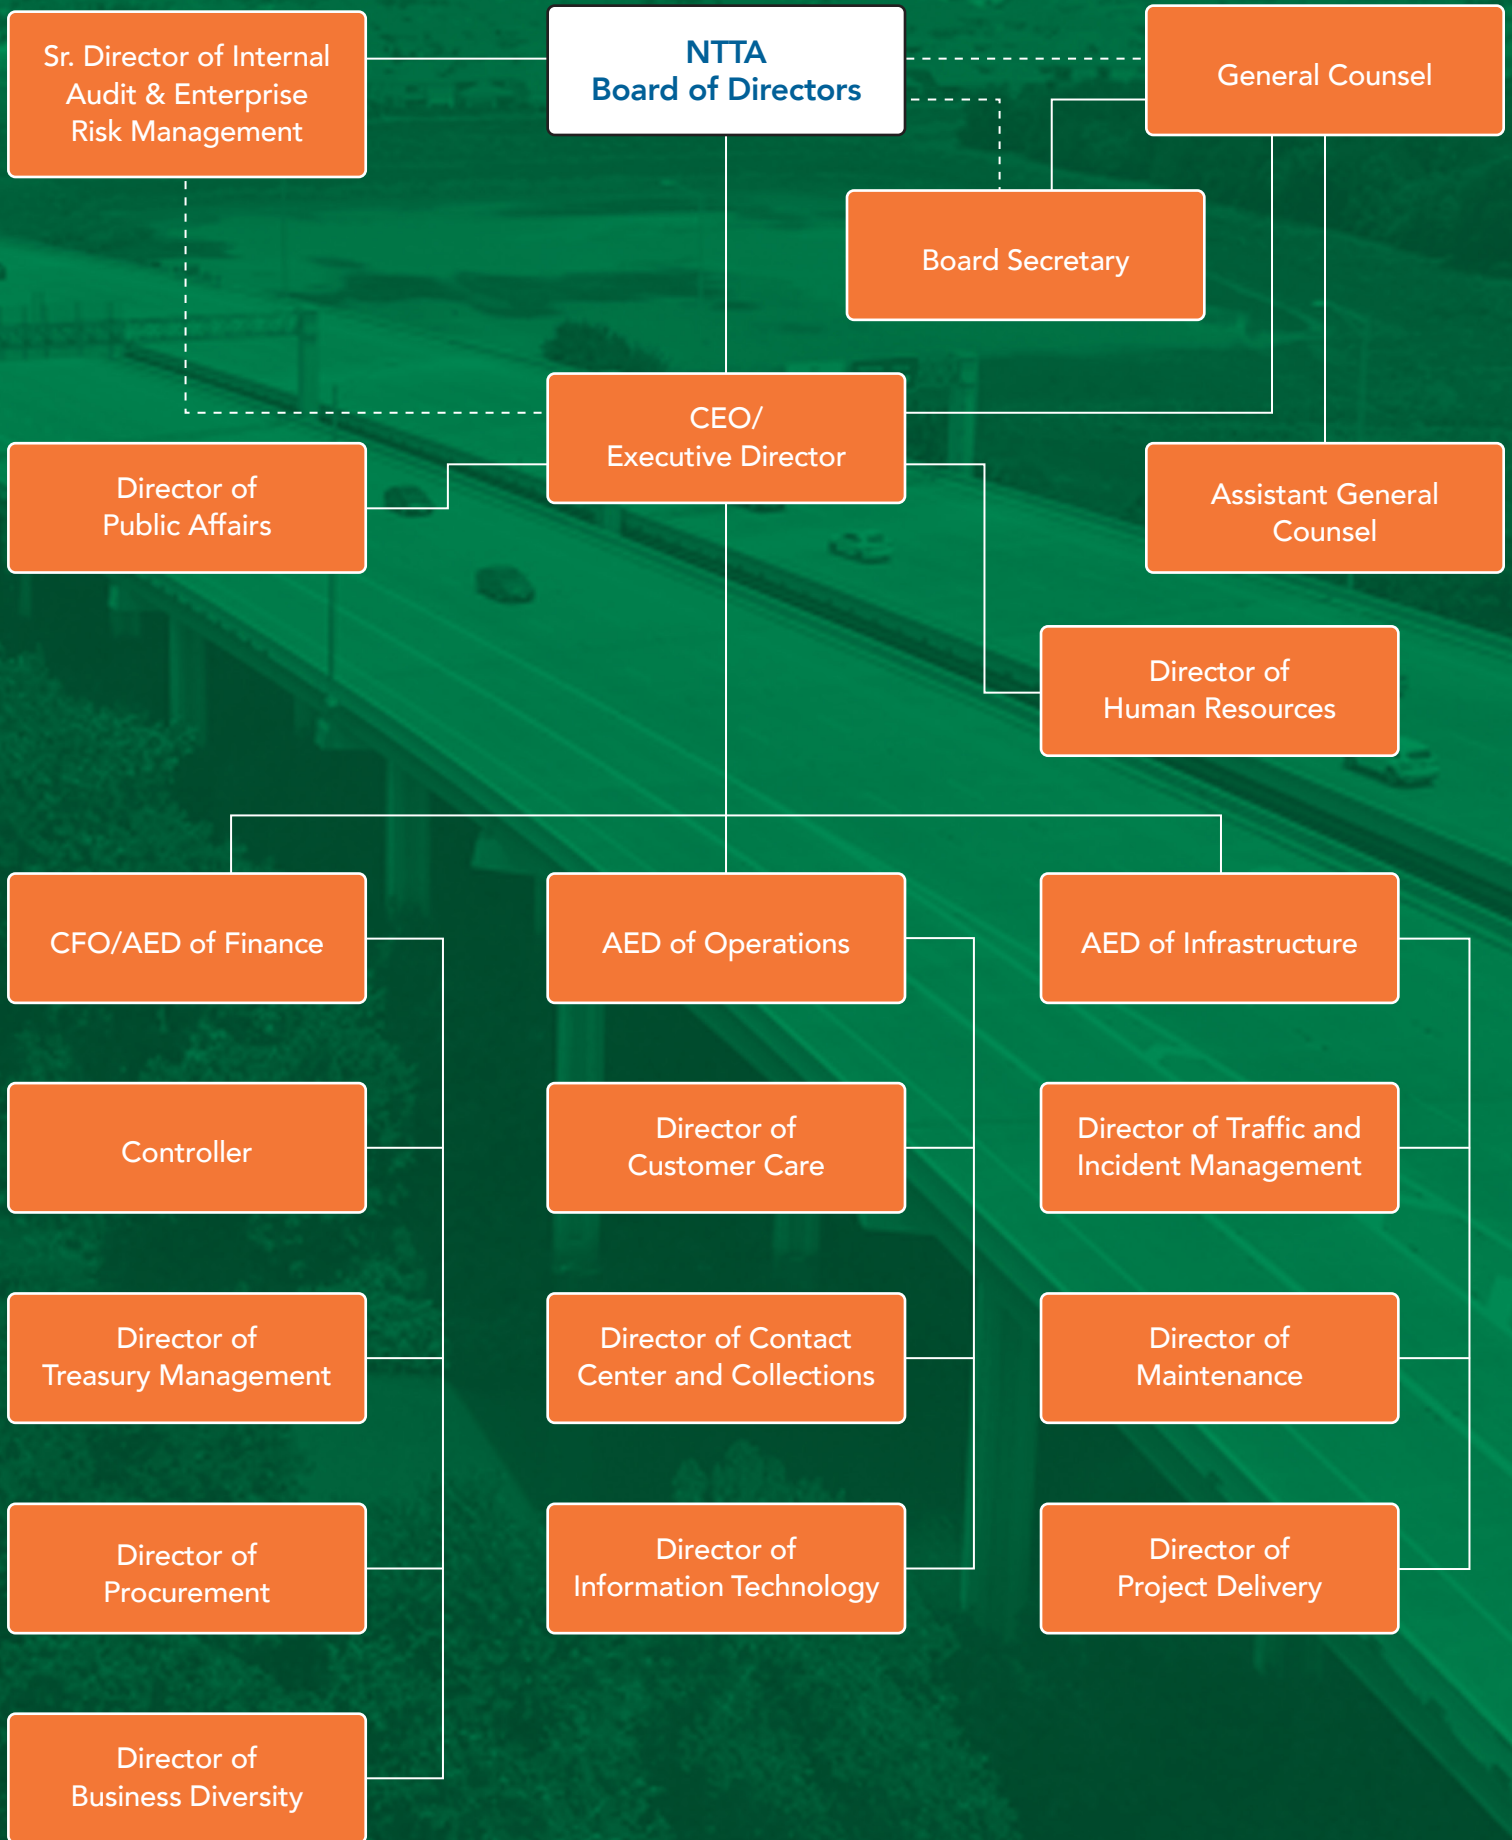 Sr. Director of Internal
Audit & Enterprise
Risk Management
NTTA
Board of Directors
General Counsel
Board Secretary
CEO/
Executive Director
Director of
Public Affairs
Assistant General
Counsel
Director of
Human Resources
CFO/AED of Finance
AED of Operations
AED of Infrastructure
Controller
Director of
Customer Care
Director of Traffic and
Incident Management
Director of
Treasury Management
Director of Contact
Center and Collections
Director of
Maintenance
Director of
Procurement
Director of
Information Technology
Director of
Project Delivery
Director of
Business Diversity